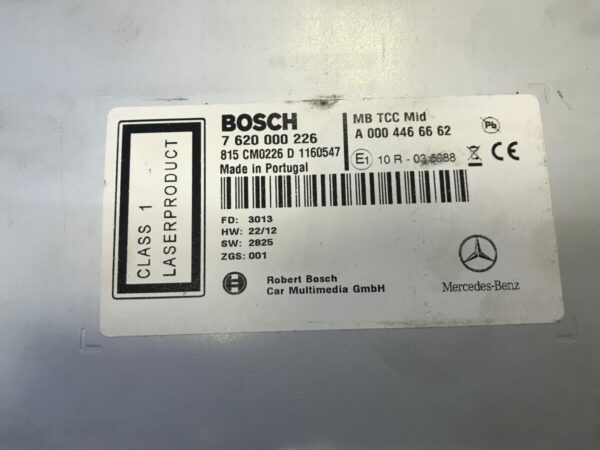 CLASS 1
LASERPRODUCT
BOSCH
7 620 000 226
815 CM0226 D 1160547
Made in Portugal
MB TCC Mid
A 000 446 66 62
Pb
E1 10 R - 03 CE
FD: 3013
HW: 22/12
SW: 2825
ZGS: 001
Robert Bosch
Car Multimedia GmbH
Mercedes-Benz